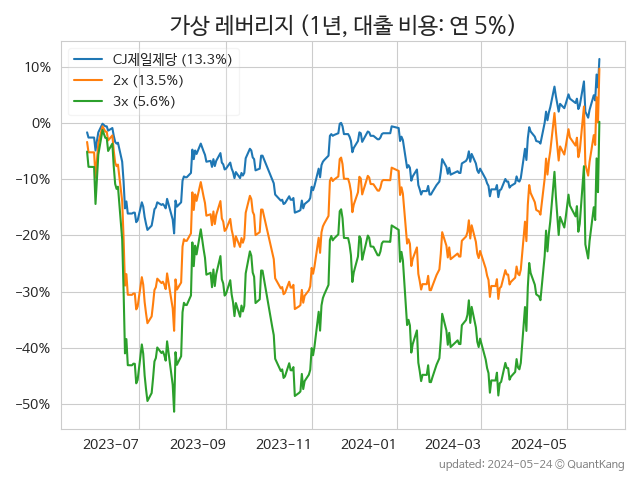 가상 레버리지 (1년, 대출 비용: 연 5%)
CJ제일제당 (13.3%)
2x (13.5%)
3x (5.6%)
10%
0%
−10%
−20%
−30%
−40%
−50%
2023-07
2023-09
2023-11
2024-01
2024-03
2024-05
updated: 2024-05-24 © QuantKang